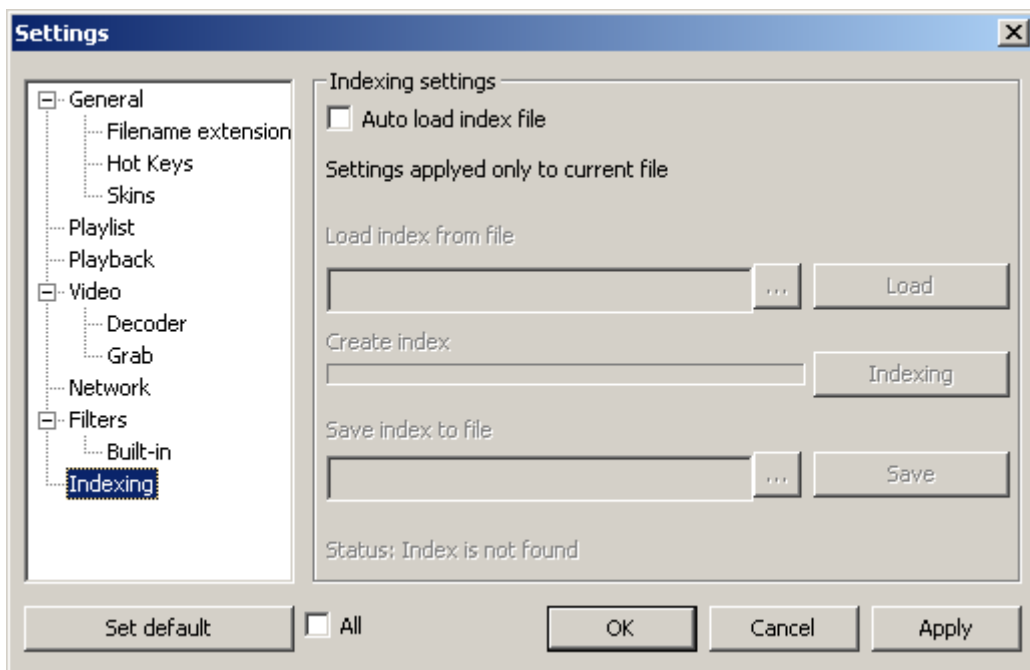 Settings
General
Filename extension
Hot Keys
Skins
Playlist
Playback
Video
Decoder
Grab
Network
Filters
Built-in
Indexing
Indexing settings
Auto load index file
Settings applyed only to current file
Load index from file
... Load
Create index
Indexing
Save index to file
... Save
Status: Index is not found
Set default All OK Cancel Apply